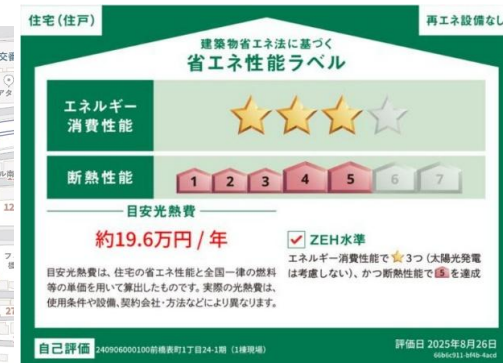 住宅(住戸)
再エネ設備なし
建築物省エネ法に基づく
省エネ性能ラベル
エネルギー
消費性能
断熱性能
1 2 3 4 5 6 7
目安光熱費
約19.6万円 / 年
目安光熱費は、住宅の省エネ性能と全国一律の燃料
等の単価を用いて算出したものです。実際の光熱費は、
使用条件や設備、契約会社・方法などにより異なります。
ZEH水準
エネルギー消費性能で⭐3つ (太陽光発電
は考慮しない)、かつ断熱性能で5を達成
自己評価
240906000100前橋表町1丁目24-1期(1棟現場)
評価日 2025年8月26日
12